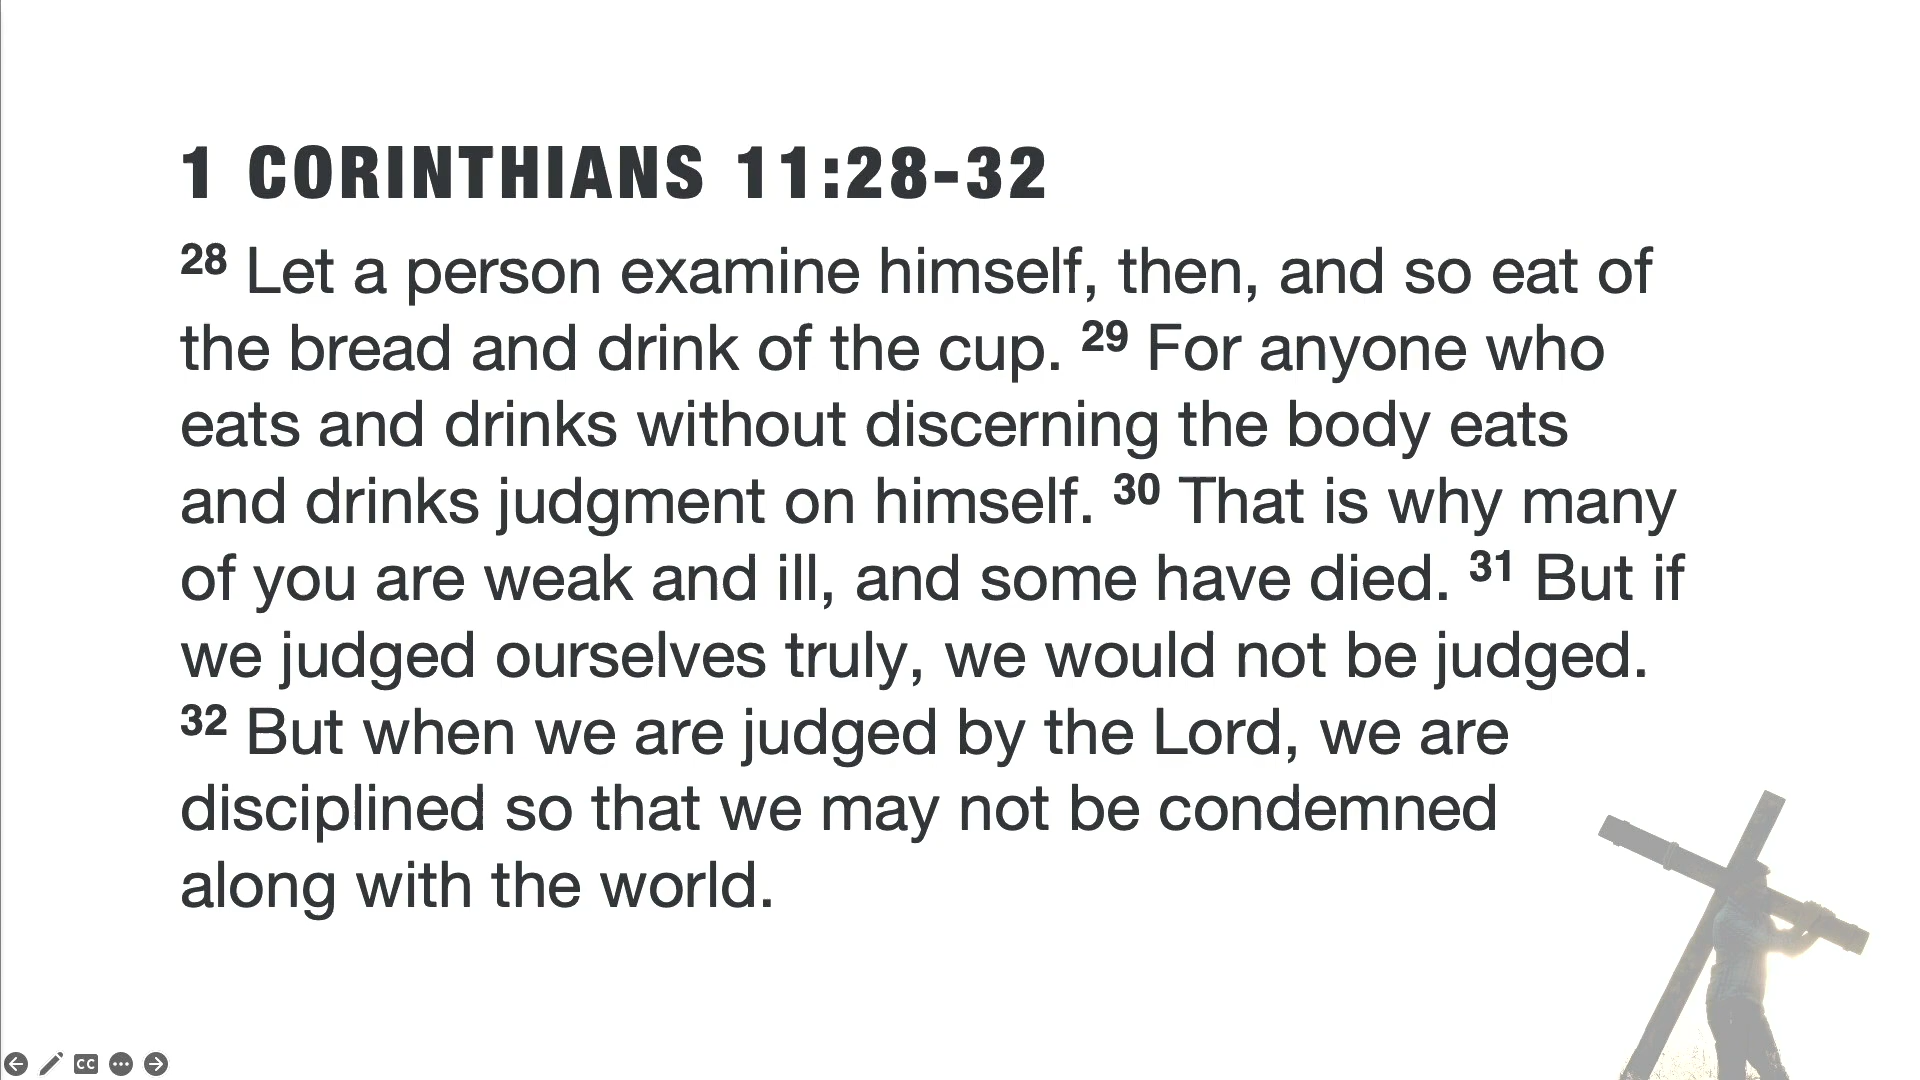 1 CORINTHIANS 11:28-32
28 Let a person examine himself, then, and so eat of
the bread and drink of the cup. 29 For anyone who
eats and drinks without discerning the body eats
and drinks judgment on himself. 30 That is why many
of you are weak and ill, and some have died. 31 But if
we judged ourselves truly, we would not be judged.
32 But when we are judged by the Lord, we are
disciplined so that we may not be condemned
along with the world.
CC